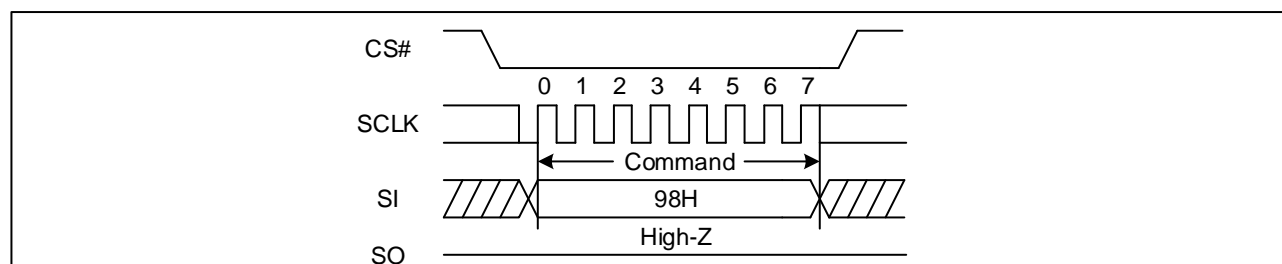 CS#
0 1 2 3 4 5 6 7
SCLK
Command
SI 98H
High-Z
SO